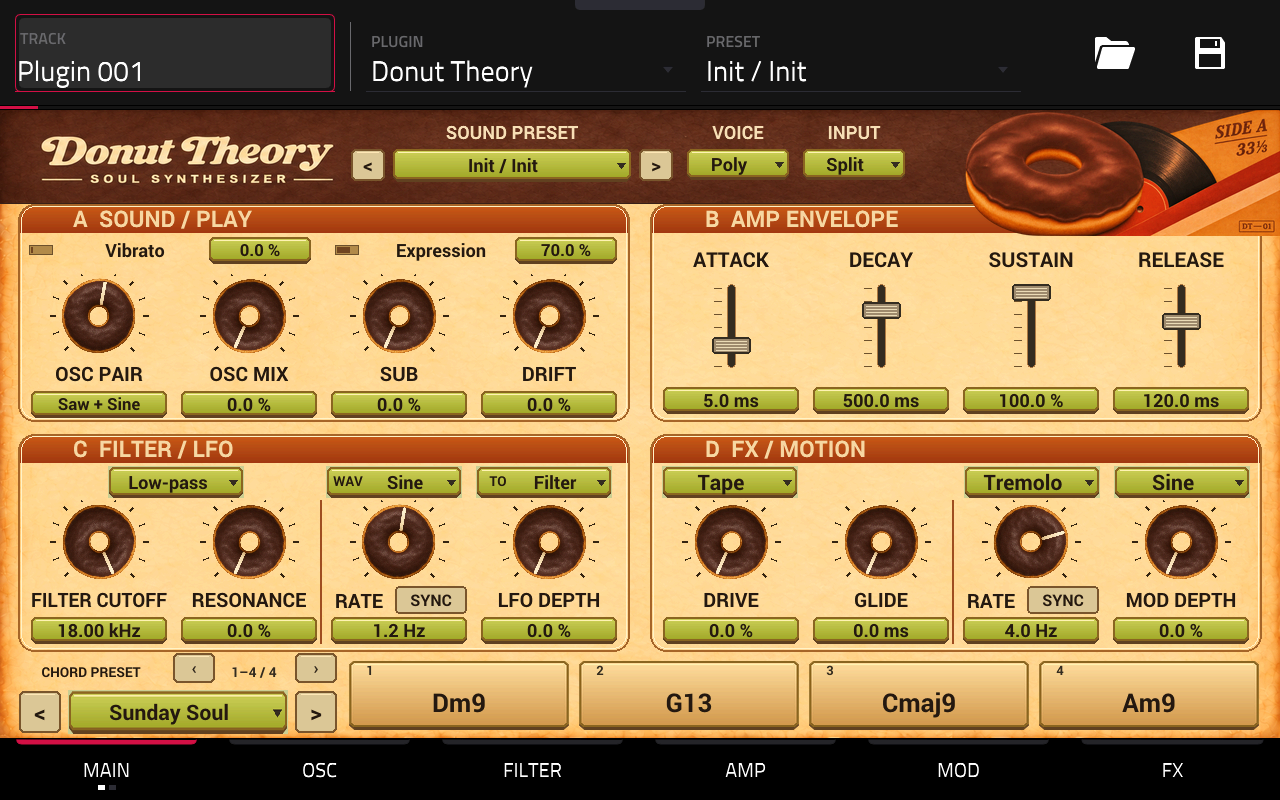 TRACK
Plugin 001
PLUGIN
Donut Theory
PRESET
Init / Init
Donut Theory
SOUL SYNTHESIZER
SOUND PRESET
<
Init / Init
>
VOICE
Poly
INPUT
Split
SIDE A
33⅓
DT—01
A SOUND / PLAY
Vibrato
0.0 %
Expression
70.0 %
OSC PAIR
OSC MIX
SUB
DRIFT
Saw + Sine
0.0 %
0.0 %
0.0 %
B AMP ENVELOPE
ATTACK
DECAY
SUSTAIN
RELEASE
5.0 ms
500.0 ms
100.0 %
120.0 ms
C FILTER / LFO
Low-pass
WAV Sine
TO Filter
FILTER CUTOFF
RESONANCE
RATE
SYNC
LFO DEPTH
18.00 kHz
0.0 %
1.2 Hz
0.0 %
D FX / MOTION
Tape
Tremolo
Sine
DRIVE
GLIDE
RATE
SYNC
MOD DEPTH
0.0 %
0.0 ms
4.0 Hz
0.0 %
CHORD PRESET
‹
1–4 / 4
›
<
Sunday Soul
>
1
Dm9
2
G13
3
Cmaj9
4
Am9
MAIN
OSC
FILTER
AMP
MOD
FX